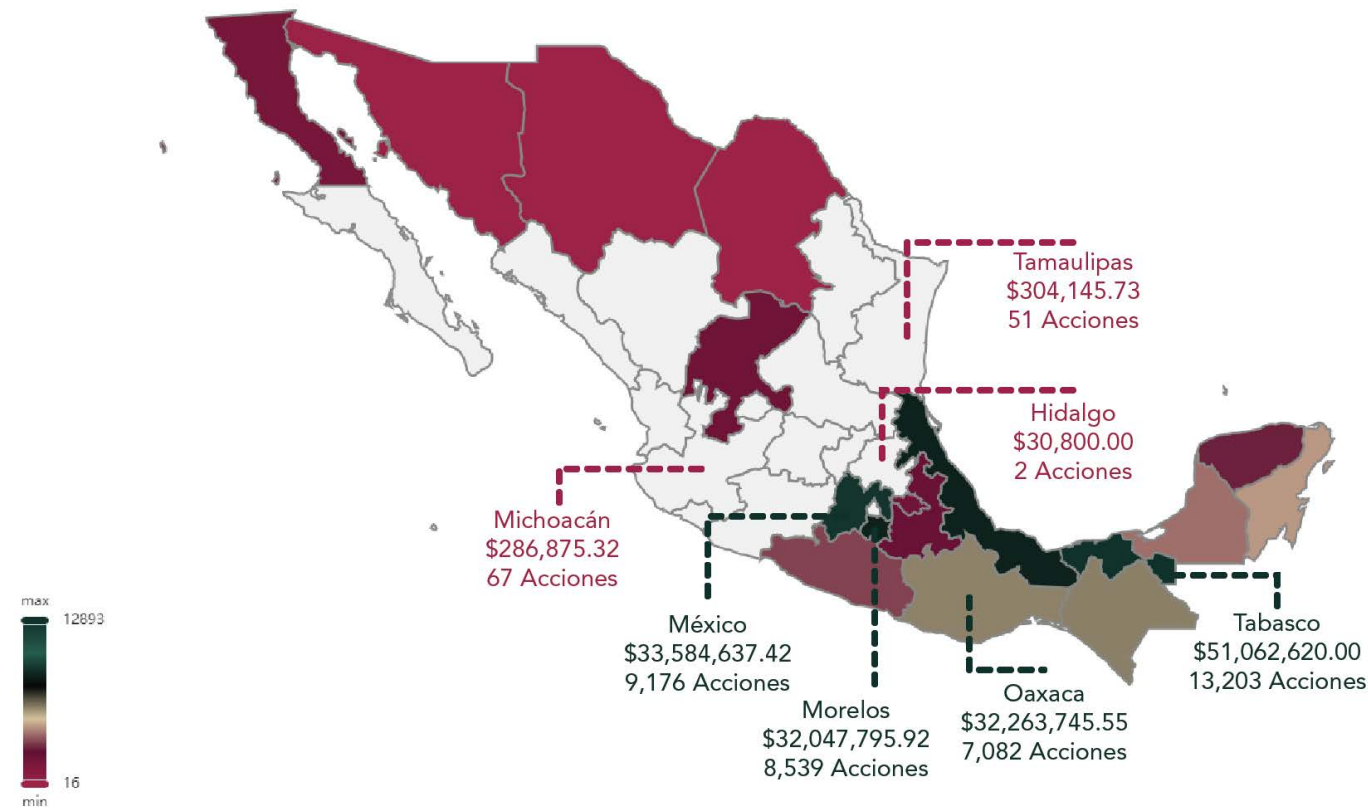 Tamaulipas
$304,145.73
51 Acciones
Hidalgo
$30,800.00
2 Acciones
Michoacán
$286,875.32
67 Acciones
max
12893
16
min
México
$33,584,637.42
9,176 Acciones
Morelos
$32,047,795.92
8,539 Acciones
Oaxaca
$32,263,745.55
7,082 Acciones
Tabasco
$51,062,620.00
13,203 Acciones